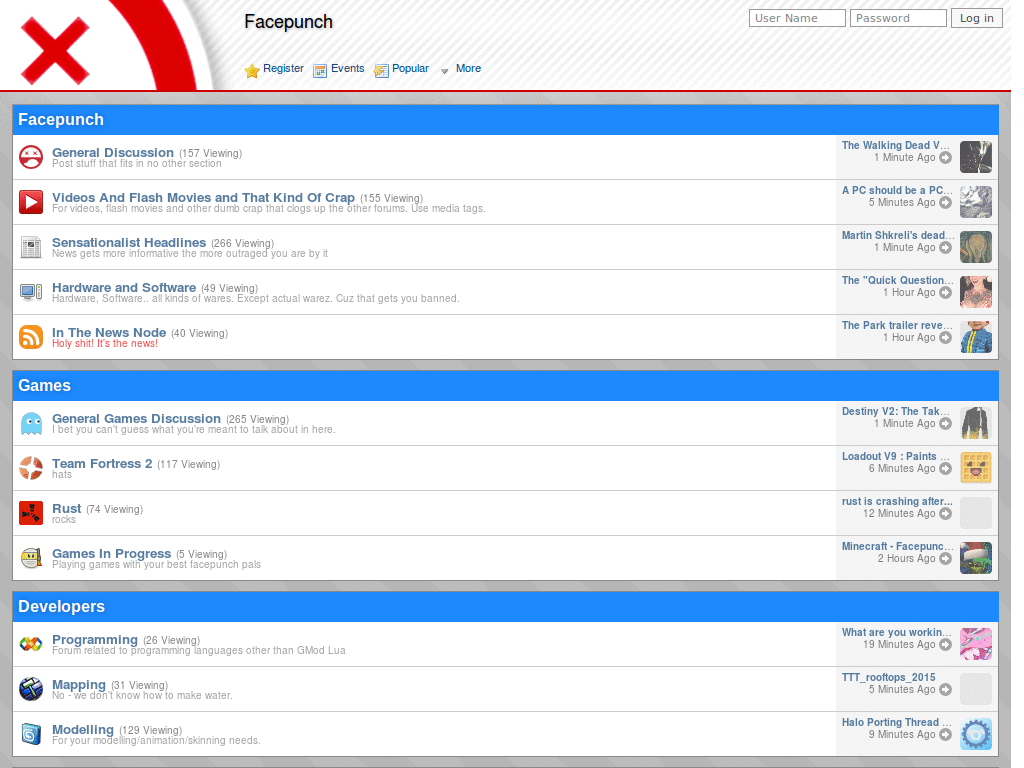 Facepunch
User Name Password Log in
Register Events Popular More
Facepunch
General Discussion (157 Viewing)
Post stuff that fits in no other section
The Walking Dead V...
1 Minute Ago
Videos And Flash Movies and That Kind Of Crap (155 Viewing)
For videos, flash movies and other dumb crap that clogs up the other forums. Use media tags.
A PC should be a PC...
5 Minutes Ago
Sensationalist Headlines (266 Viewing)
News gets more informative the more outraged you are by it
Martin Shkreli's dead...
1 Minute Ago
Hardware and Software (49 Viewing)
Hardware, Software.. all kinds of wares. Except actual warez. Cuz that gets you banned.
The "Quick Question...
1 Hour Ago
In The News Node (40 Viewing)
Holy shit! It's the news!
The Park trailer reve...
1 Hour Ago
Games
General Games Discussion (265 Viewing)
I bet you can't guess what you're meant to talk about in here.
Destiny V2: The Tak...
1 Minute Ago
Team Fortress 2 (117 Viewing)
hats
Loadout V9 : Paints ...
6 Minutes Ago
Rust (74 Viewing)
rocks
rust is crashing after...
12 Minutes Ago
Games In Progress (5 Viewing)
Playing games with your best facepunch pals
Minecraft - Facepunc...
2 Hours Ago
Developers
Programming (26 Viewing)
Forum related to programming languages other than GMod Lua
What are you workin...
19 Minutes Ago
Mapping (31 Viewing)
No - we don't know how to make water.
TTT_rooftops_2015
5 Minutes Ago
Modelling (129 Viewing)
For your modelling/animation/skinning needs.
Halo Porting Thread ...
9 Minutes Ago